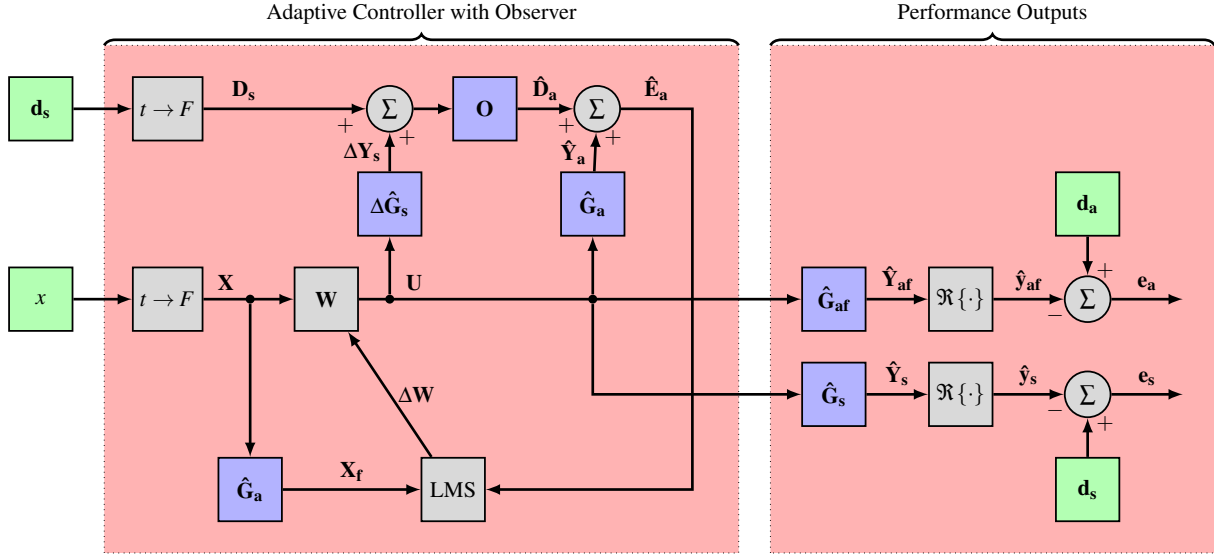 Adaptive Controller with Observer
Performance Outputs
d_s
t → F
D_s
Σ
+
+
O
D̂_a
Σ
+
+
Ê_a
ΔY_s
Ŷ_a
ΔĜ_s
Ĝ_a
d_a
x
t → F
X
W
U
Ĝ_af
Ŷ_af
ℜ{·}
ŷ_af
Σ
+
−
e_a
Ĝ_s
Ŷ_s
ℜ{·}
ŷ_s
Σ
−
+
e_s
ΔW
Ĝ_a
X_f
LMS
d_s